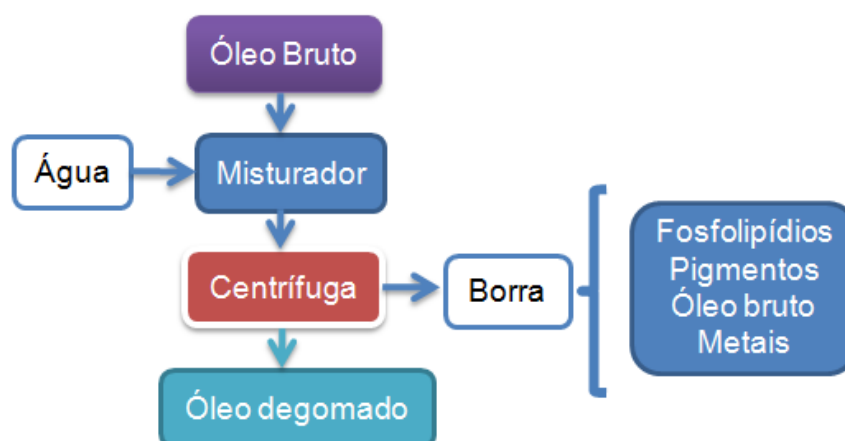 Óleo Bruto
Água
Misturador
Centrífuga
Borra
Fosfolipídios
Pigmentos
Óleo bruto
Metais
Óleo degomado